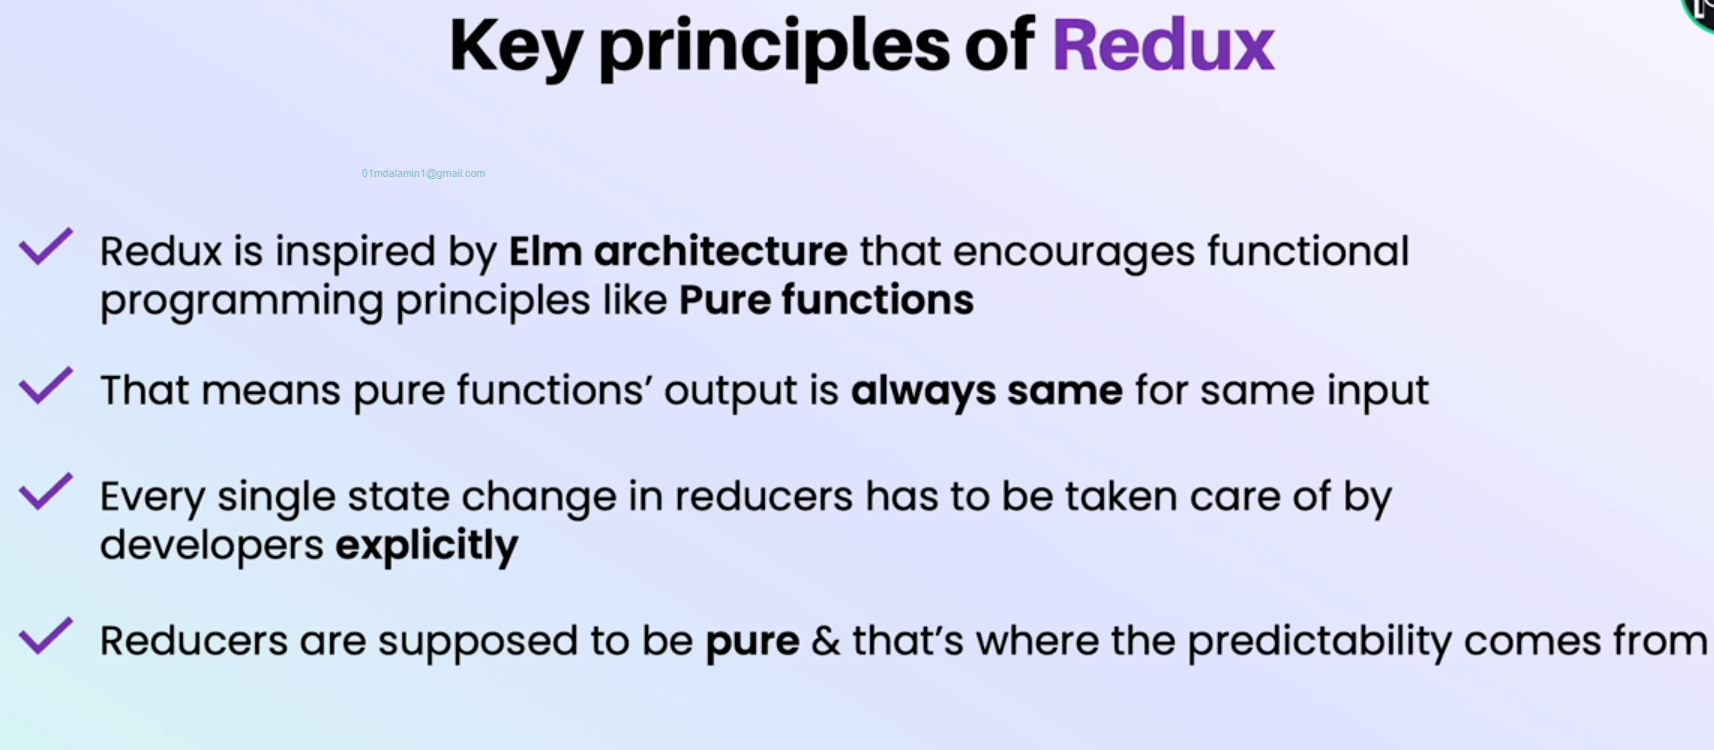 Key principles of Redux
01mdalamin1@gmail.com
Redux is inspired by Elm architecture that encourages functional
programming principles like Pure functions
That means pure functions’ output is always same for same input
Every single state change in reducers has to be taken care of by
developers explicitly
Reducers are supposed to be pure & that’s where the predictability comes from